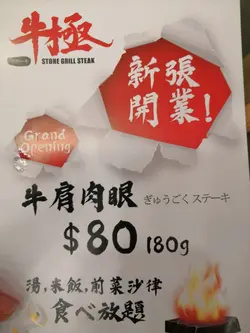 牛極
STONE GRILL STEAK
新張
開業!
Grand
Opening
牛肩肉眼 ぎゅうごく ステーキ
$80 180g
湯,来飯,前菜沙律
食べ放題